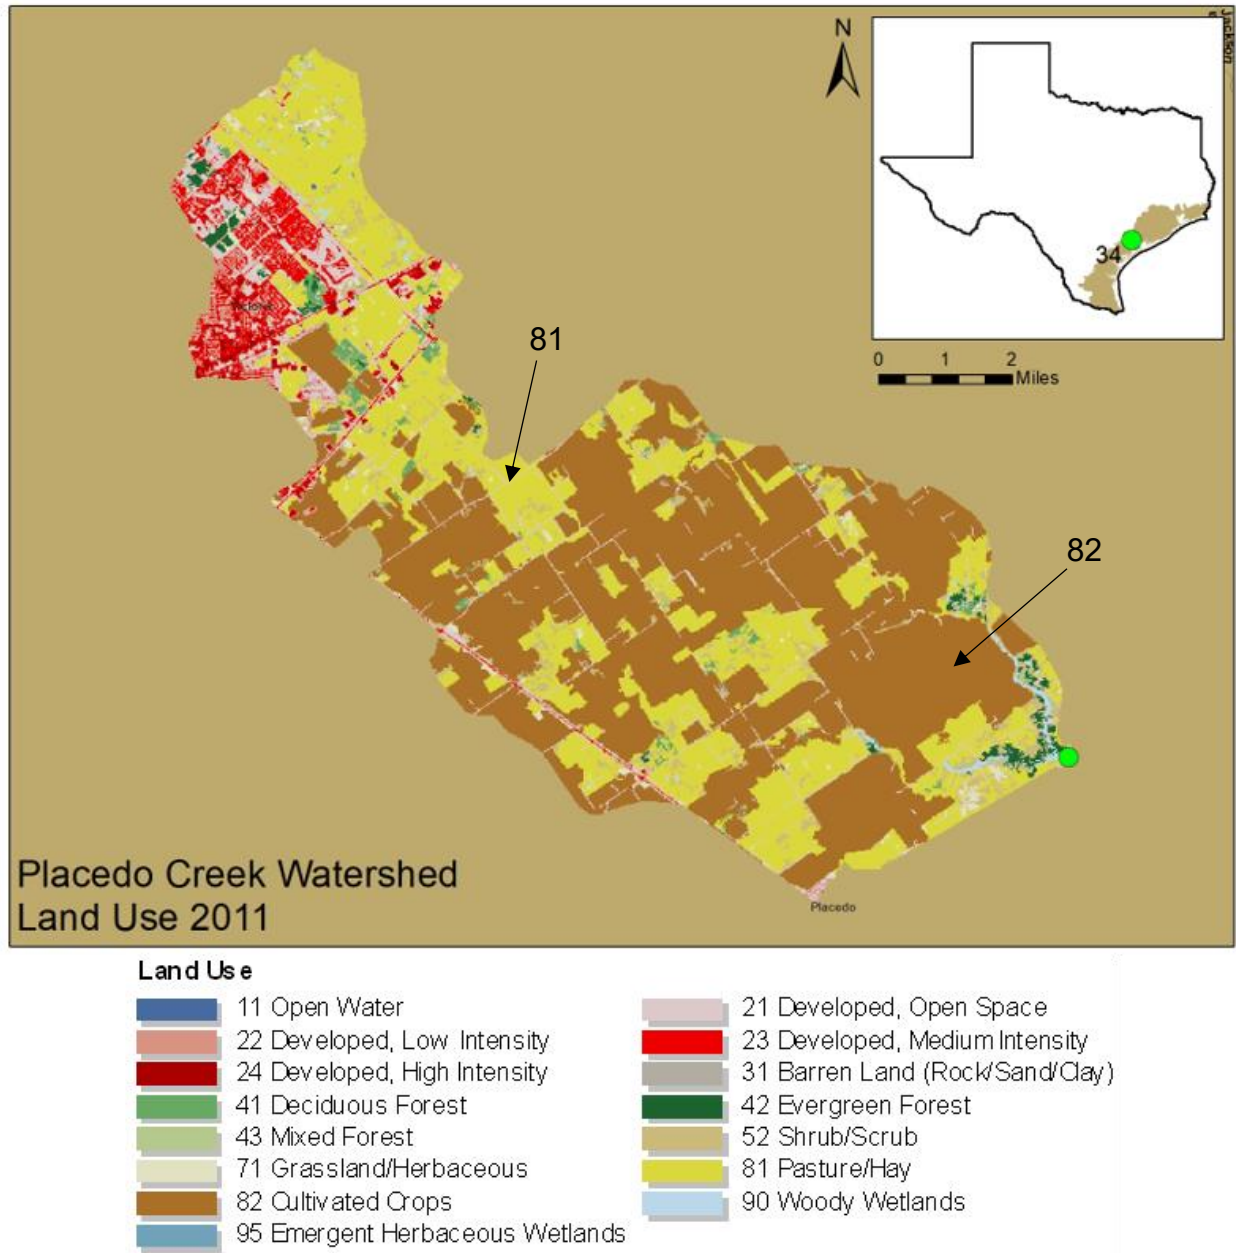 Jackson
N
34
0 1 2
Miles
81
82
Placedo Creek Watershed
Land Use 2011
Placedo
Land Use
11 Open Water
21 Developed, Open Space
22 Developed, Low Intensity
23 Developed, Medium Intensity
24 Developed, High Intensity
31 Barren Land (Rock/Sand/Clay)
41 Deciduous Forest
42 Evergreen Forest
43 Mixed Forest
52 Shrub/Scrub
71 Grassland/Herbaceous
81 Pasture/Hay
82 Cultivated Crops
90 Woody Wetlands
95 Emergent Herbaceous Wetlands